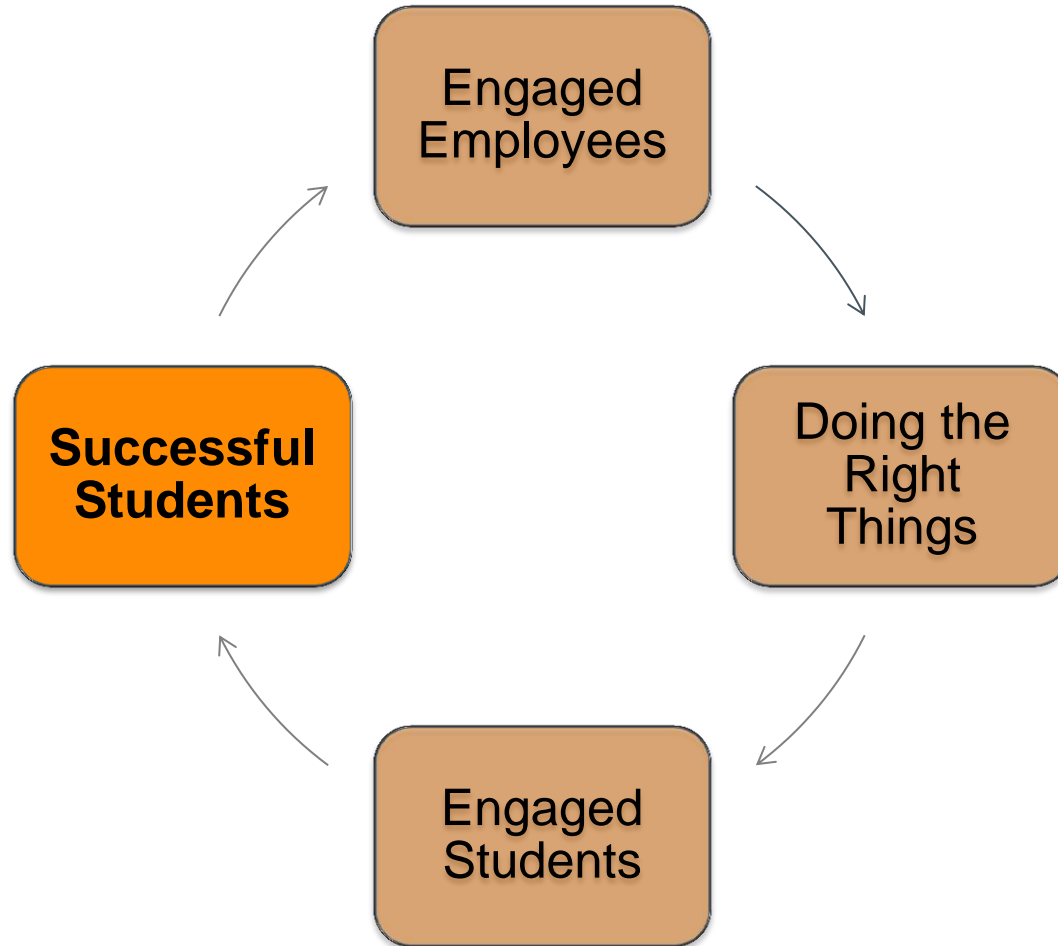 Engaged
Employees
Doing the
Right
Things
Engaged
Students
Successful
Students